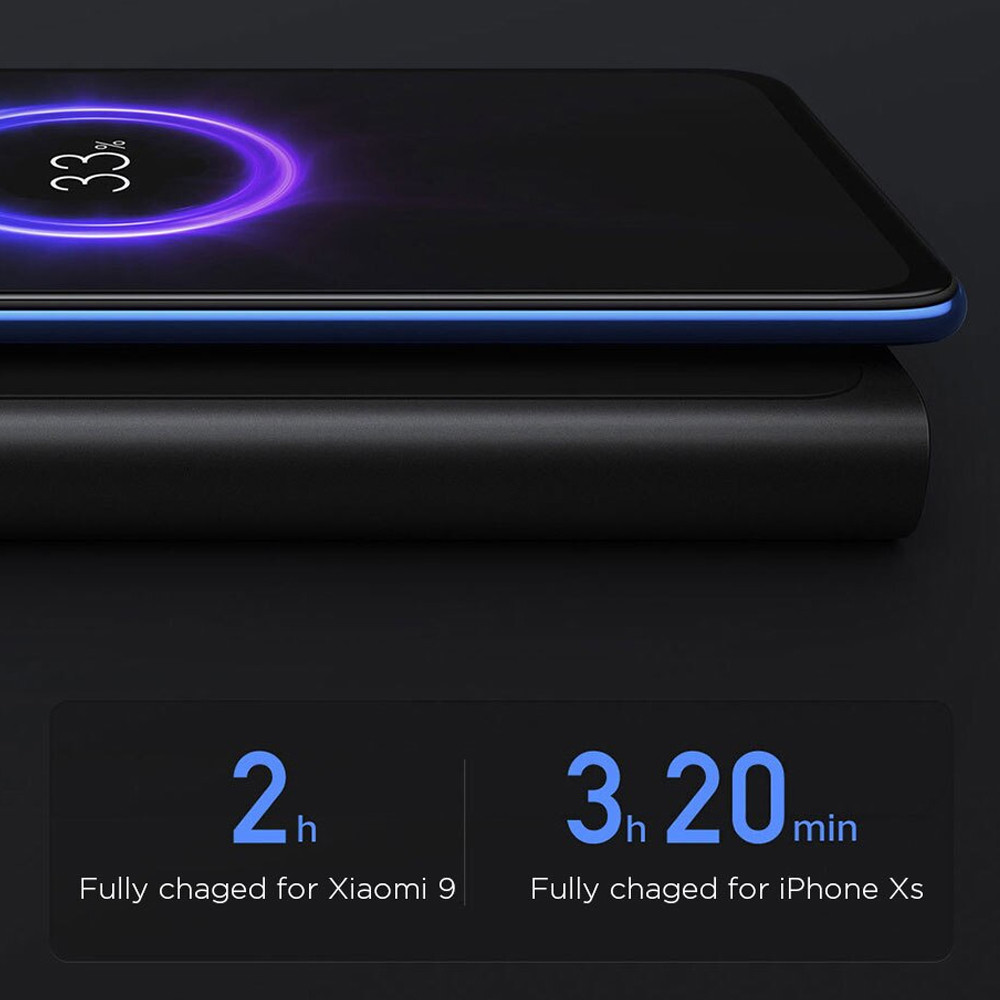 33%
2h
Fully chaged for Xiaomi 9
3h 20min
Fully chaged for iPhone Xs